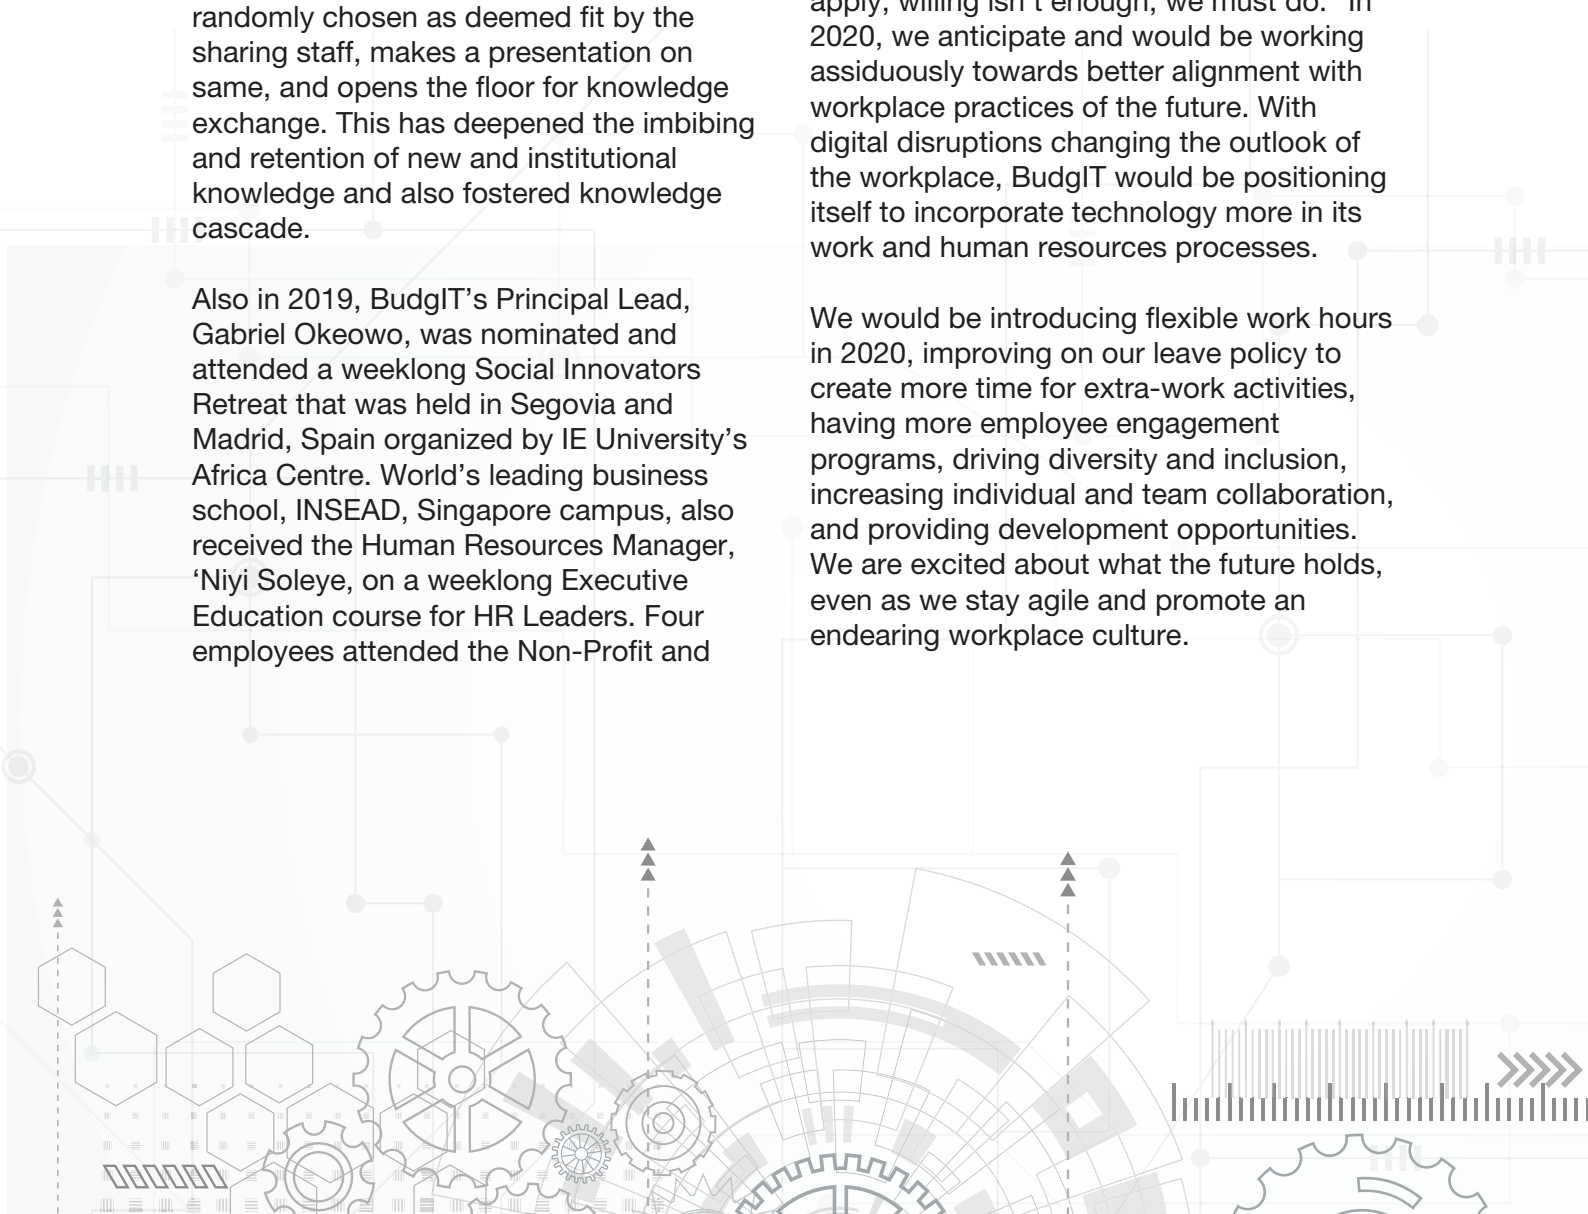 randomly chosen as deemed fit by the
sharing staff, makes a presentation on
same, and opens the floor for knowledge
exchange. This has deepened the imbibing
and retention of new and institutional
knowledge and also fostered knowledge
cascade.
Also in 2019, BudgIT’s Principal Lead,
Gabriel Okeowo, was nominated and
attended a weeklong Social Innovators
Retreat that was held in Segovia and
Madrid, Spain organized by IE University’s
Africa Centre. World’s leading business
school, INSEAD, Singapore campus, also
received the Human Resources Manager,
‘Niyi Soleye, on a weeklong Executive
Education course for HR Leaders. Four
employees attended the Non-Profit and
apply; willing isn’t enough, we must do.” In
2020, we anticipate and would be working
assiduously towards better alignment with
workplace practices of the future. With
digital disruptions changing the outlook of
the workplace, BudgIT would be positioning
itself to incorporate technology more in its
work and human resources processes.
We would be introducing flexible work hours
in 2020, improving on our leave policy to
create more time for extra-work activities,
having more employee engagement
programs, driving diversity and inclusion,
increasing individual and team collaboration,
and providing development opportunities.
We are excited about what the future holds,
even as we stay agile and promote an
endearing workplace culture.